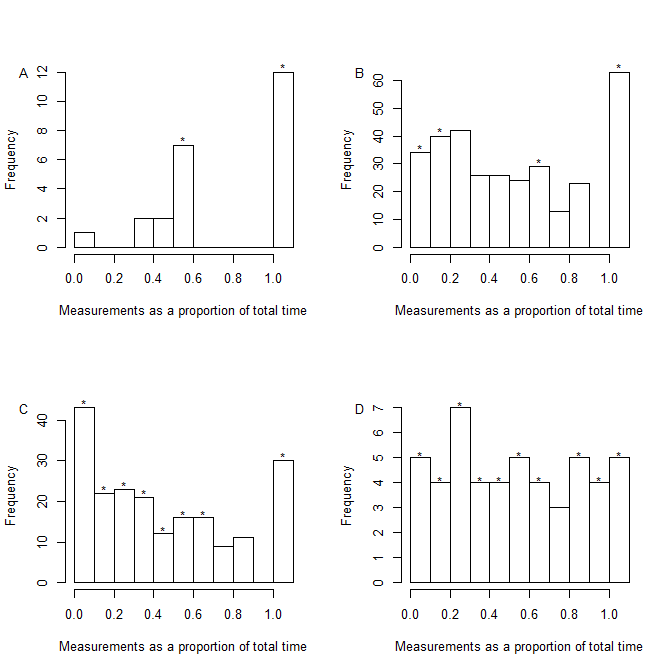 A
12
10
8
6
4
2
0
Frequency
* *
0.0 0.2 0.4 0.6 0.8 1.0
Measurements as a proportion of total time
B
60
50
40
30
20
10
0
Frequency
* * * *
0.0 0.2 0.4 0.6 0.8 1.0
Measurements as a proportion of total time
C
40
30
20
10
0
Frequency
* * * * * * * *
0.0 0.2 0.4 0.6 0.8 1.0
Measurements as a proportion of total time
D
7
6
5
4
3
2
1
0
Frequency
* * * * * * * * * *
0.0 0.2 0.4 0.6 0.8 1.0
Measurements as a proportion of total time